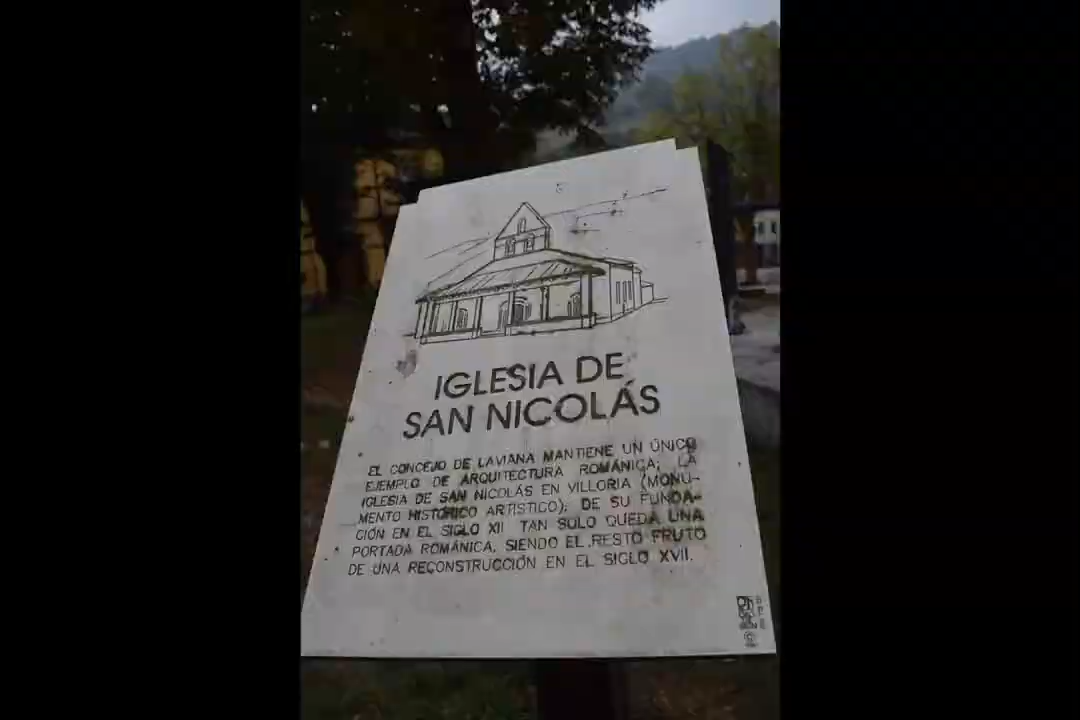 IGLESIA DE
SAN NICOLÁS
EL CONCEJO DE LAVIANA MANTIENE UN ÚNICO
EJEMPLO DE ARQUITECTURA ROMÁNICA; LA
IGLESIA DE SAN NICOLÁS EN VILLORIA (MONU-
MENTO HISTÓRICO ARTÍSTICO); DE SU FUNDA-
CIÓN EN EL SIGLO XII TAN SOLO QUEDA UNA
PORTADA ROMÁNICA, SIENDO EL RESTO FRUTO
DE UNA RECONSTRUCCIÓN EN EL SIGLO XVII.